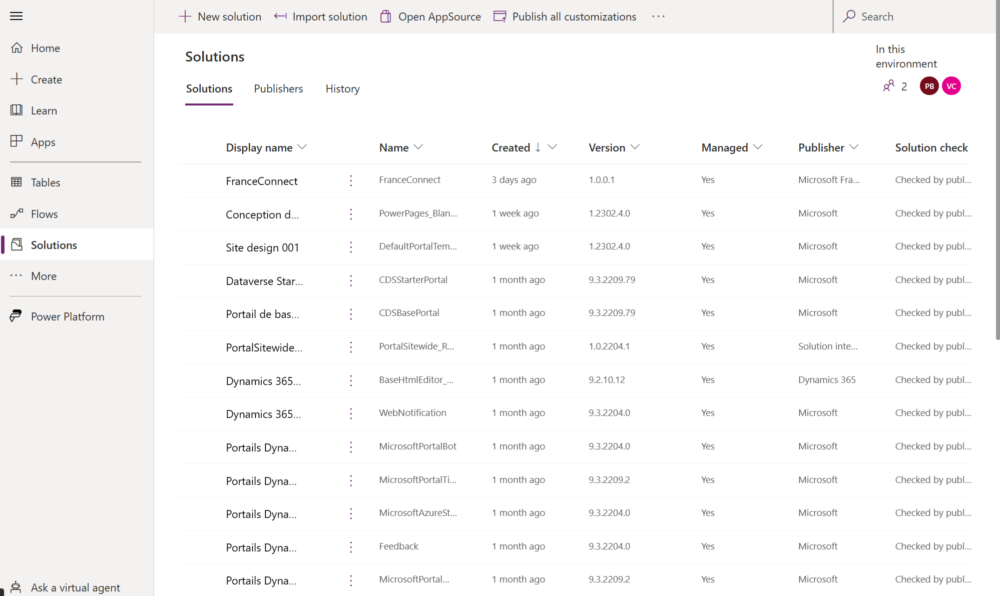 New solution Import solution Open AppSource Publish all customizations ··· Search
Home
Create
Learn
Apps
Tables
Flows
Solutions
··· More
Power Platform
Ask a virtual agent
Solutions
In this
environment
2 PB VC
Solutions Publishers History
Display name Name Created ↓ Version Managed Publisher Solution check
FranceConnect FranceConnect 3 days ago 1.0.0.1 Yes Microsoft Fra... Checked by publ...
Conception d... PowerPages_Blan... 1 week ago 1.2302.4.0 Yes Microsoft Checked by publ...
Site design 001 DefaultPortalTem... 1 week ago 1.2302.4.0 Yes Microsoft Checked by publ...
Dataverse Star... CDSStarterPortal 1 month ago 9.3.2209.79 Yes Microsoft Checked by publ...
Portail de bas... CDSBasePortal 1 month ago 9.3.2209.79 Yes Microsoft Checked by publ...
PortalSitewide... PortalSitewide_R... 1 month ago 1.0.2204.1 Yes Solution inte... Checked by publ...
Dynamics 365... BaseHtmlEditor_... 1 month ago 9.2.10.12 Yes Dynamics 365 Checked by publ...
Dynamics 365... WebNotification 1 month ago 9.3.2204.0 Yes Microsoft Checked by publ...
Portails Dyna... MicrosoftPortalBot 1 month ago 9.3.2204.0 Yes Microsoft Checked by publ...
Portails Dyna... MicrosoftPortalTi... 1 month ago 9.3.2209.2 Yes Microsoft Checked by publ...
Portails Dyna... MicrosoftAzureSt... 1 month ago 9.3.2204.0 Yes Microsoft Checked by publ...
Portails Dyna... Feedback 1 month ago 9.3.2204.0 Yes Microsoft Checked by publ...
Portails Dyna... MicrosoftPortal... 1 month ago 9.3.2209.2 Yes Microsoft Checked by publ...